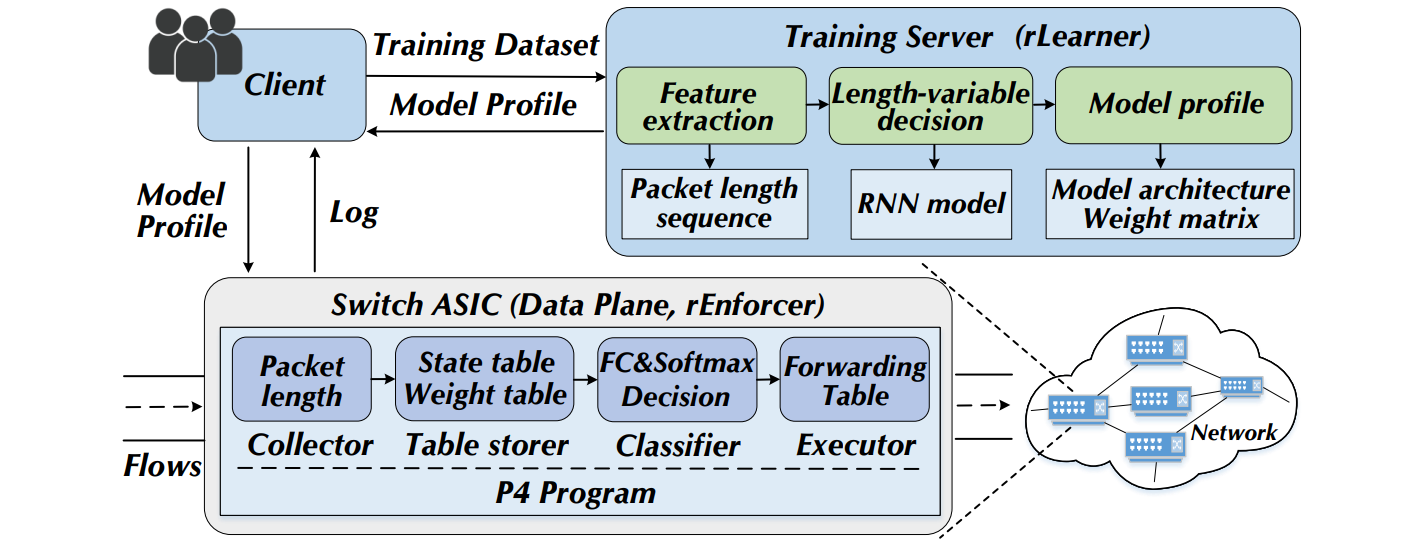 Training Server (rLearner)
Client
Training Dataset
Model Profile
Feature
extraction
Length-variable
decision
Model profile
Packet length
sequence
RNN model
Model architecture
Weight matrix
Model
Profile
Log
Switch ASIC (Data Plane, rEnforcer)
Packet
length
State table
Weight table
FC&Softmax
Decision
Forwarding
Table
Collector
Table storer
Classifier
Executor
Flows
P4 Program
Network